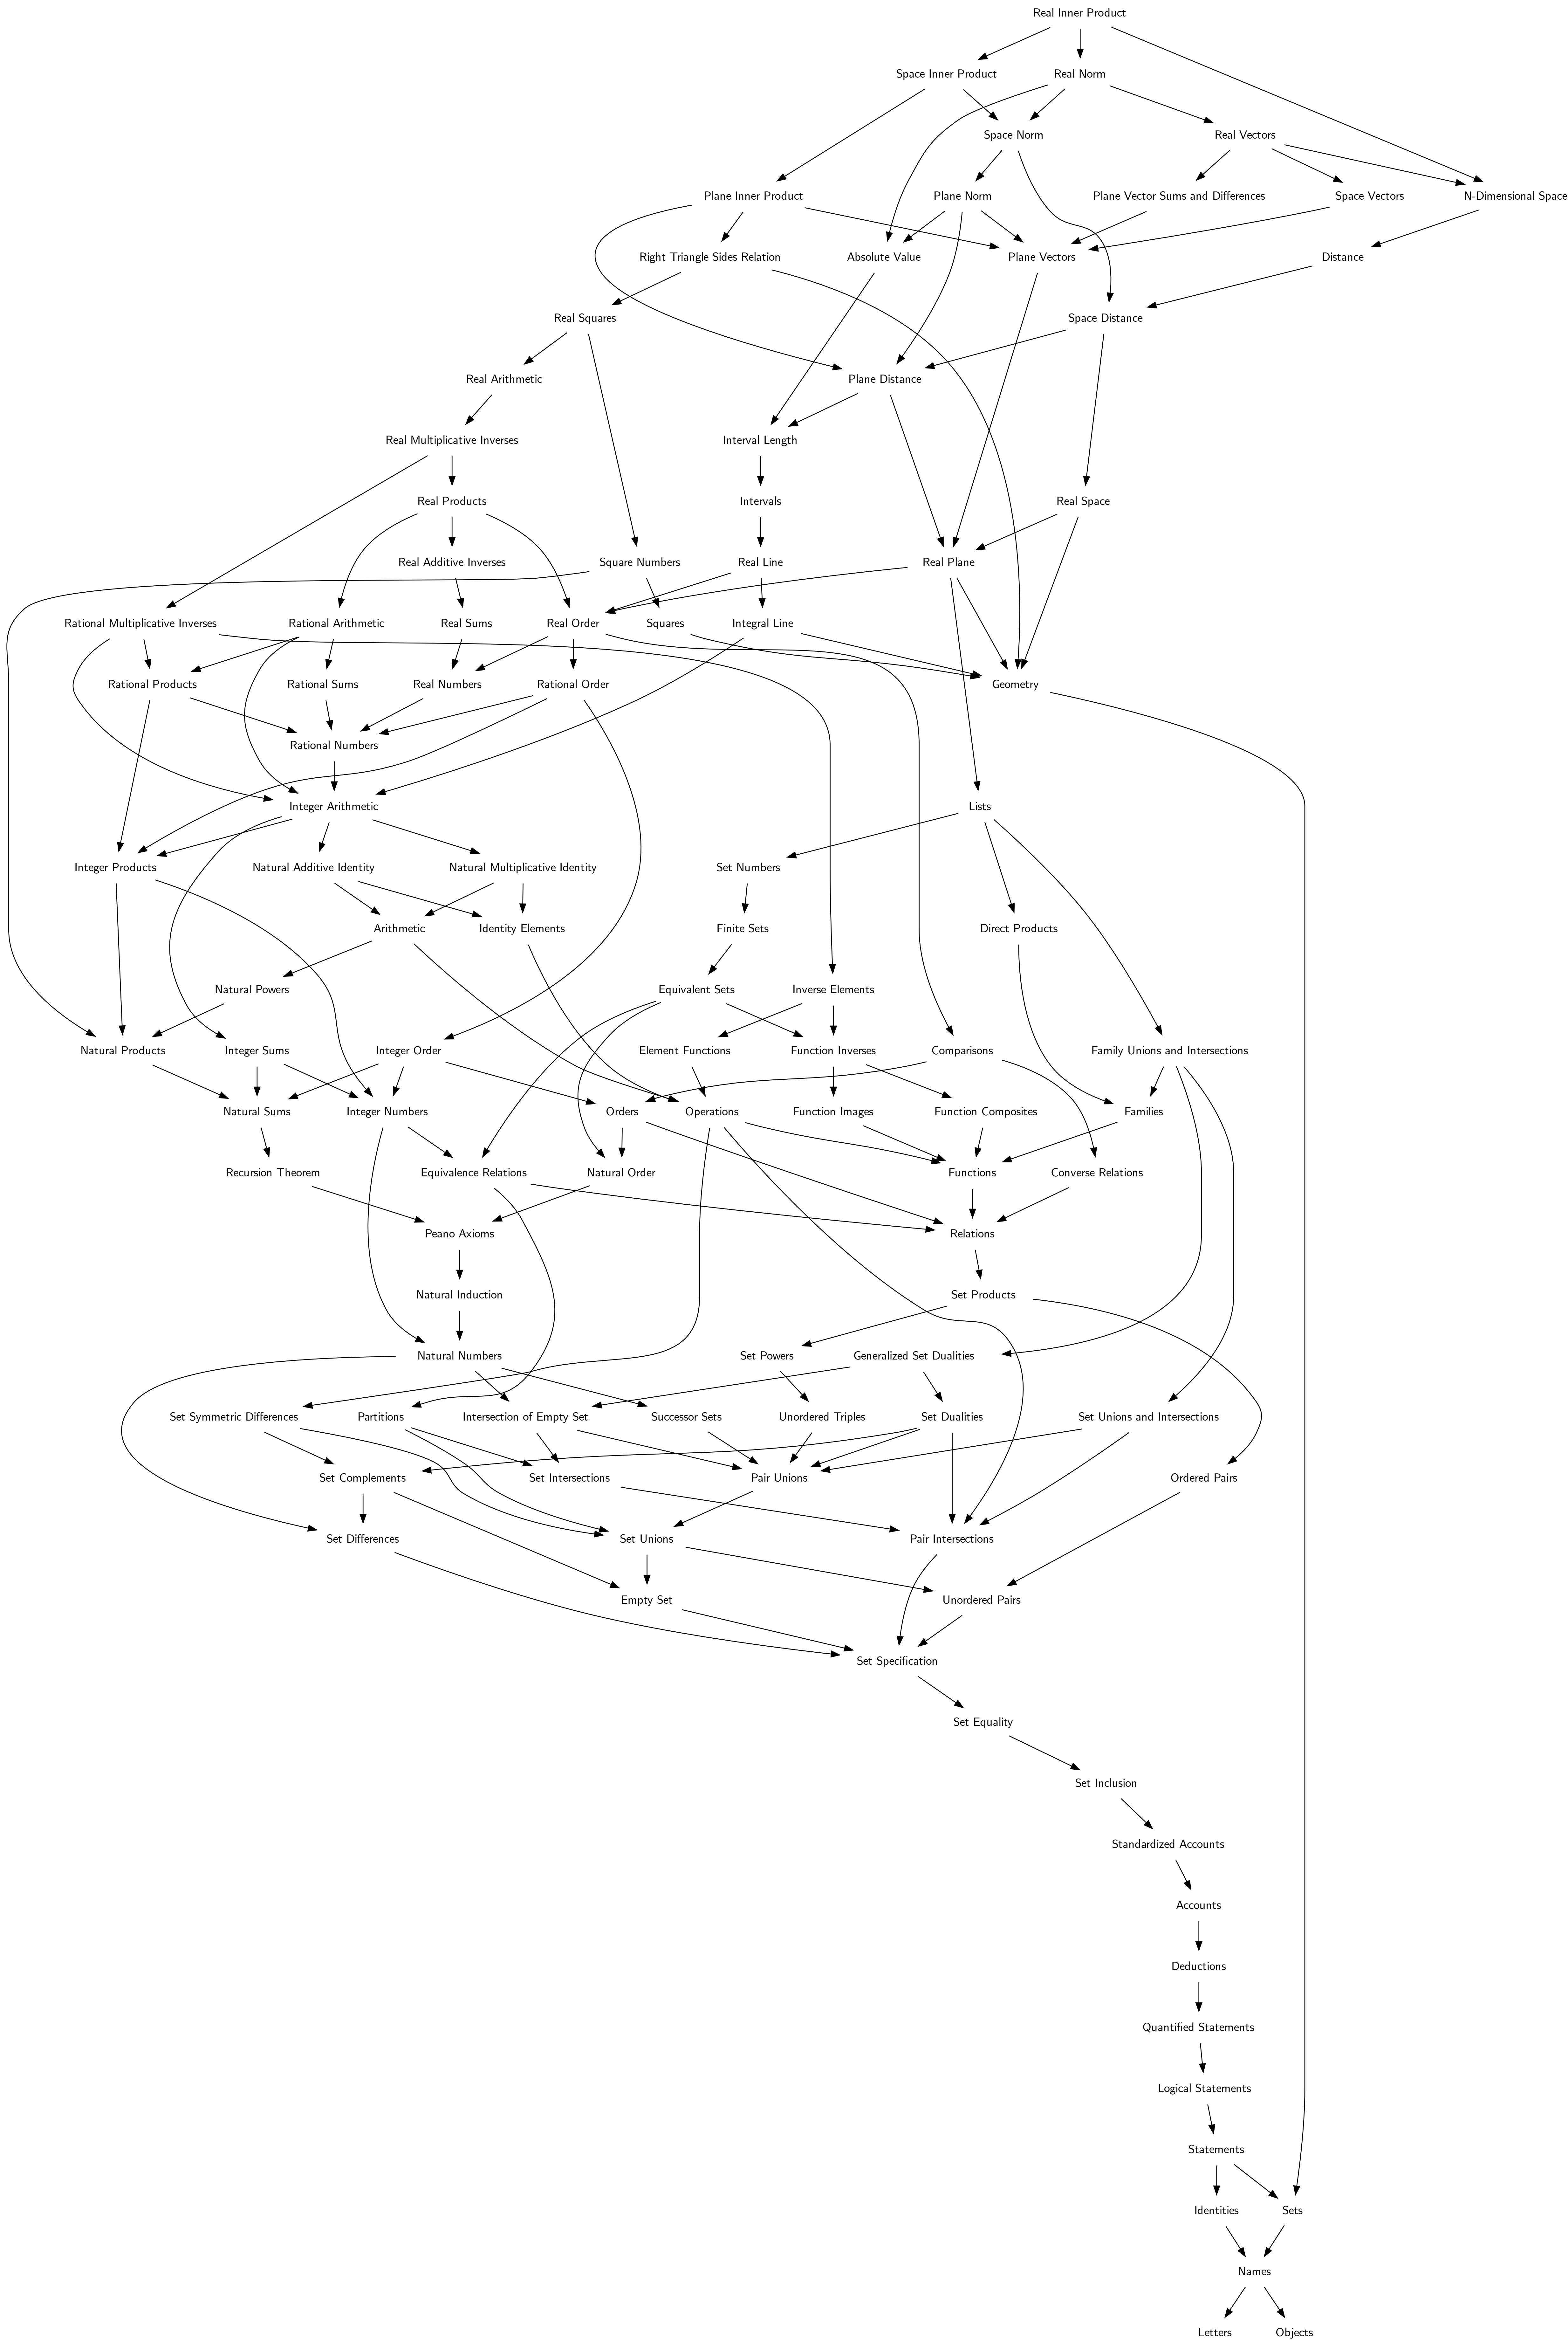 Real Inner Product
Space Inner Product
Real Norm
Space Norm
Real Vectors
Plane Inner Product
Plane Norm
Plane Vector Sums and Differences
Space Vectors
N-Dimensional Space
Right Triangle Sides Relation
Absolute Value
Plane Vectors
Distance
Real Squares
Space Distance
Real Arithmetic
Plane Distance
Real Multiplicative Inverses
Interval Length
Real Products
Intervals
Real Space
Real Additive Inverses
Square Numbers
Real Line
Real Plane
Rational Multiplicative Inverses
Rational Arithmetic
Real Sums
Real Order
Squares
Integral Line
Rational Products
Rational Sums
Real Numbers
Rational Order
Geometry
Rational Numbers
Integer Arithmetic
Lists
Integer Products
Natural Additive Identity
Natural Multiplicative Identity
Set Numbers
Arithmetic
Identity Elements
Finite Sets
Direct Products
Natural Powers
Equivalent Sets
Inverse Elements
Natural Products
Integer Sums
Integer Order
Element Functions
Function Inverses
Comparisons
Family Unions and Intersections
Natural Sums
Integer Numbers
Orders
Operations
Function Images
Function Composites
Families
Recursion Theorem
Equivalence Relations
Natural Order
Functions
Converse Relations
Peano Axioms
Relations
Natural Induction
Set Products
Natural Numbers
Set Powers
Generalized Set Dualities
Set Symmetric Differences
Partitions
Intersection of Empty Set
Successor Sets
Unordered Triples
Set Dualities
Set Unions and Intersections
Set Complements
Set Intersections
Pair Unions
Ordered Pairs
Set Differences
Set Unions
Pair Intersections
Empty Set
Unordered Pairs
Set Specification
Set Equality
Set Inclusion
Standardized Accounts
Accounts
Deductions
Quantified Statements
Logical Statements
Statements
Identities
Sets
Names
Letters
Objects